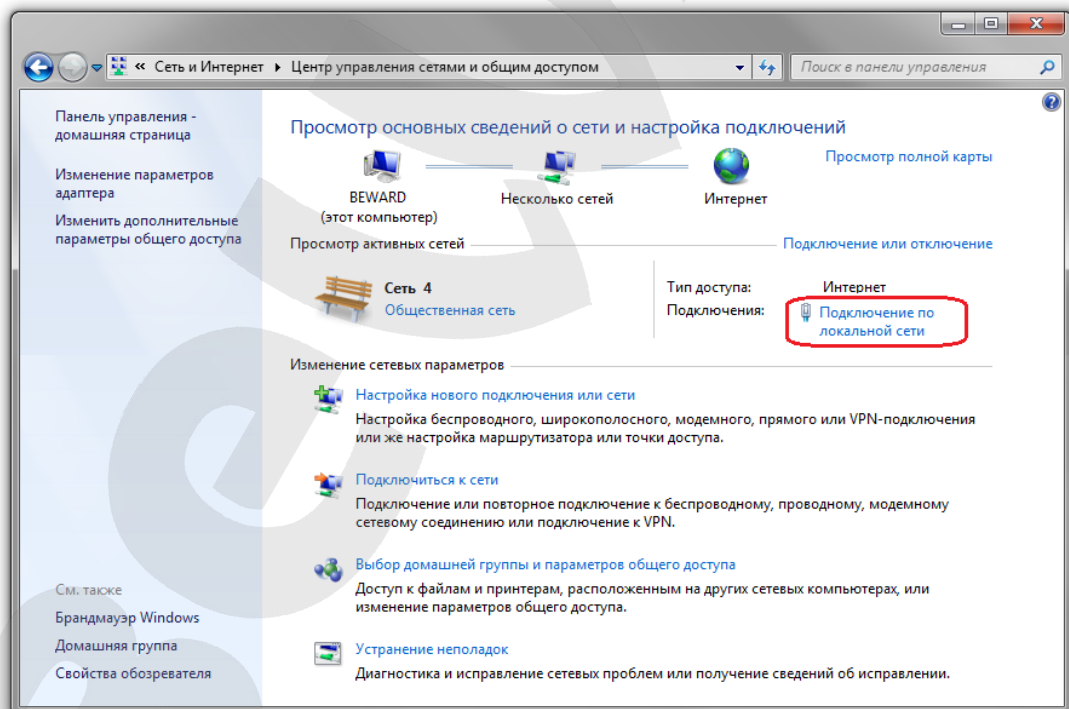 « Сеть и Интернет ▸ Центр управления сетями и общим доступом
Поиск в панели управления
Панель управления -
домашняя страница
Изменение параметров
адаптера
Изменить дополнительные
параметры общего доступа
Просмотр основных сведений о сети и настройка подключений
Просмотр полной карты
BEWARD
(этот компьютер)
Несколько сетей
Интернет
Просмотр активных сетей
Подключение или отключение
Сеть 4
Общественная сеть
Тип доступа: Интернет
Подключения: Подключение по
локальной сети
Изменение сетевых параметров
Настройка нового подключения или сети
Настройка беспроводного, широкополосного, модемного, прямого или VPN-подключения
или же настройка маршрутизатора или точки доступа.
Подключиться к сети
Подключение или повторное подключение к беспроводному, проводному, модемному
сетевому соединению или подключение к VPN.
Выбор домашней группы и параметров общего доступа
Доступ к файлам и принтерам, расположенным на других сетевых компьютерах, или
изменение параметров общего доступа.
Устранение неполадок
Диагностика и исправление сетевых проблем или получение сведений об исправлении.
См. также
Брандмауэр Windows
Домашняя группа
Свойства обозревателя